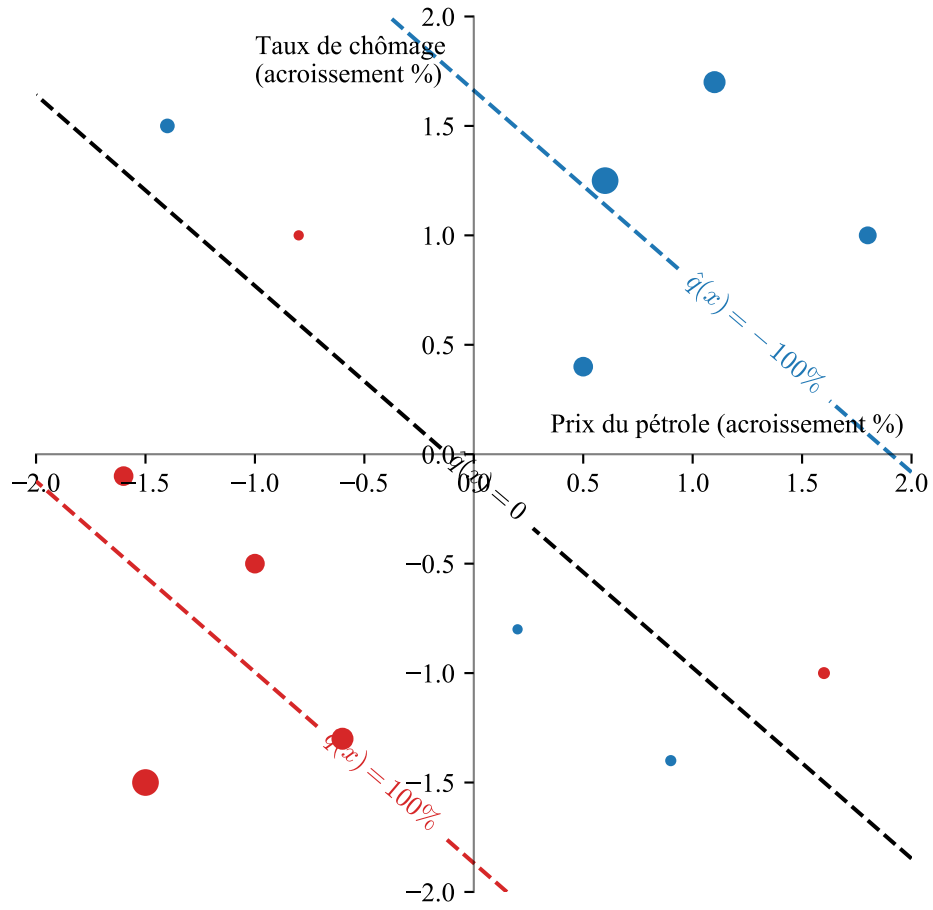 2.0
Taux de chômage
(acroissement %)
1.5
1.0
q̂(x) = −100%
0.5
Prix du pétrole (acroissement %)
0.0
−2.0 −1.5 −1.0 −0.5 0.0 0.5 1.0 1.5 2.0
q̂(x) = 0
−0.5
−1.0
q̂(x) = 100%
−1.5
−2.0